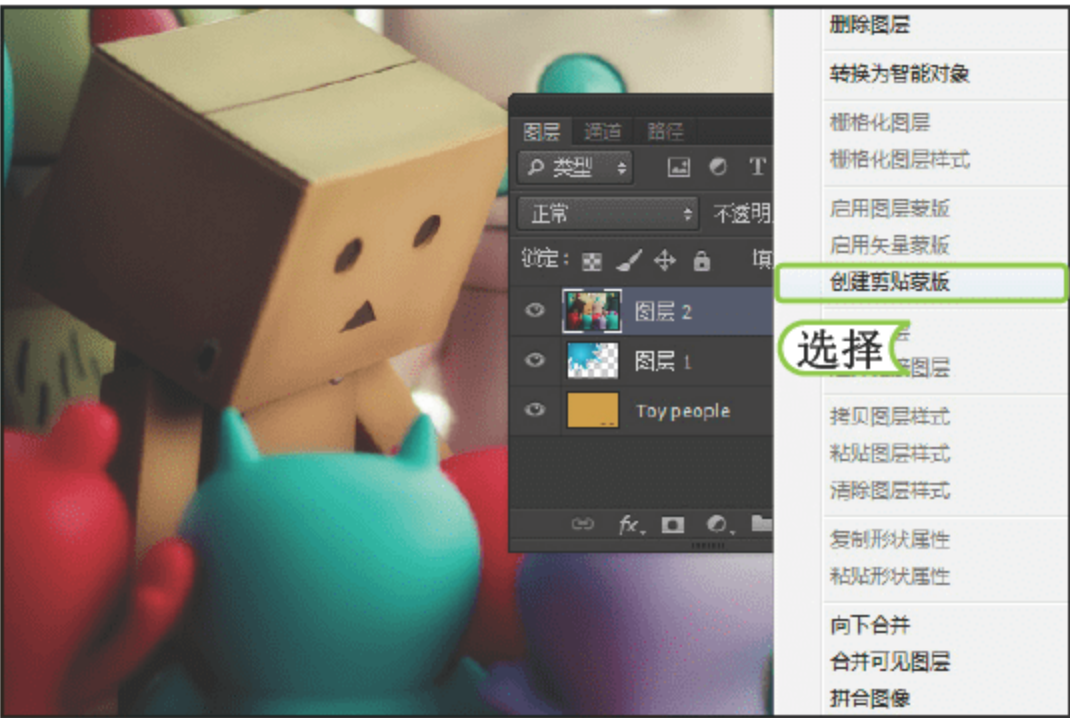 图层 通道 路径
类型 T
正常 不透明
锁定： 填
图层 2
图层 1
Toy people
fx
删除图层
转换为智能对象
栅格化图层
栅格化图层样式
启用图层蒙版
启用矢量蒙版
创建剪贴蒙版
选择
图层
拷贝图层样式
粘贴图层样式
清除图层样式
复制形状属性
粘贴形状属性
向下合并
合并可见图层
拼合图像